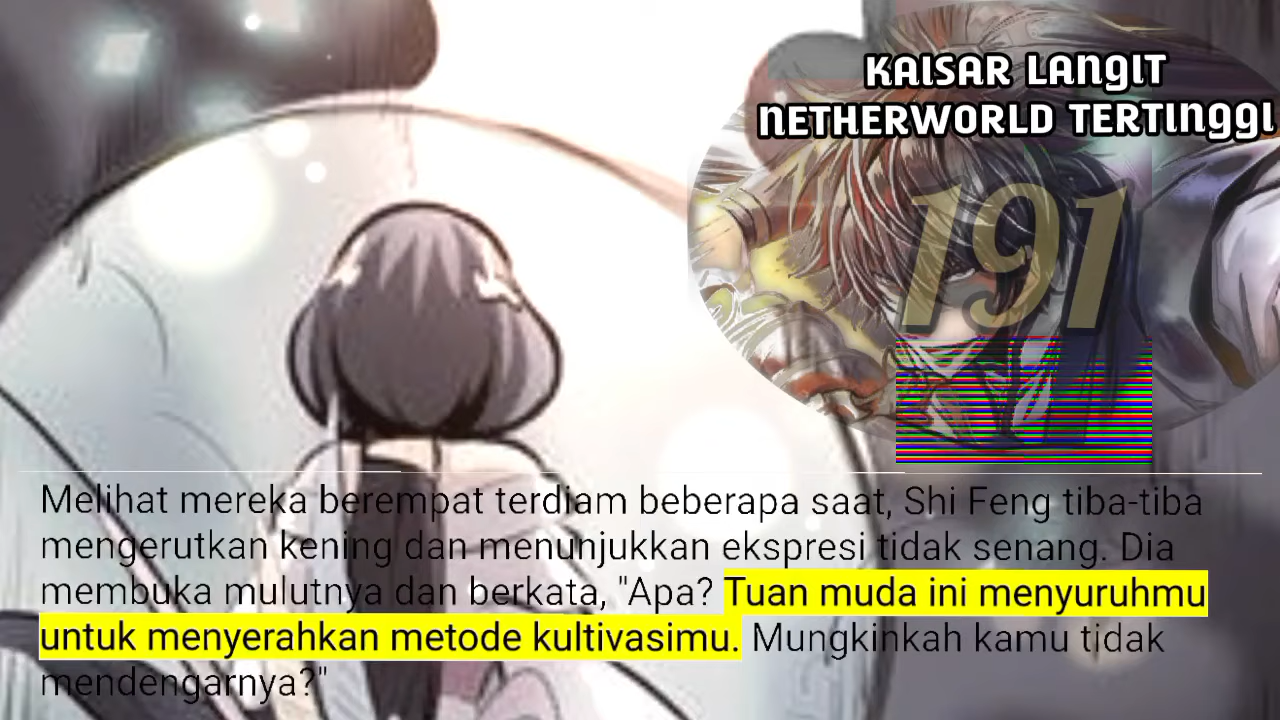 KAISAR LANGIT
NETHERWORLD TERTINGGI
191
Melihat mereka berempat terdiam beberapa saat, Shi Feng tiba-tiba
mengerutkan kening dan menunjukkan ekspresi tidak senang. Dia
membuka mulutnya dan berkata, "Apa? Tuan muda ini menyuruhmu
untuk menyerahkan metode kultivasimu. Mungkinkah kamu tidak
mendengarnya?"